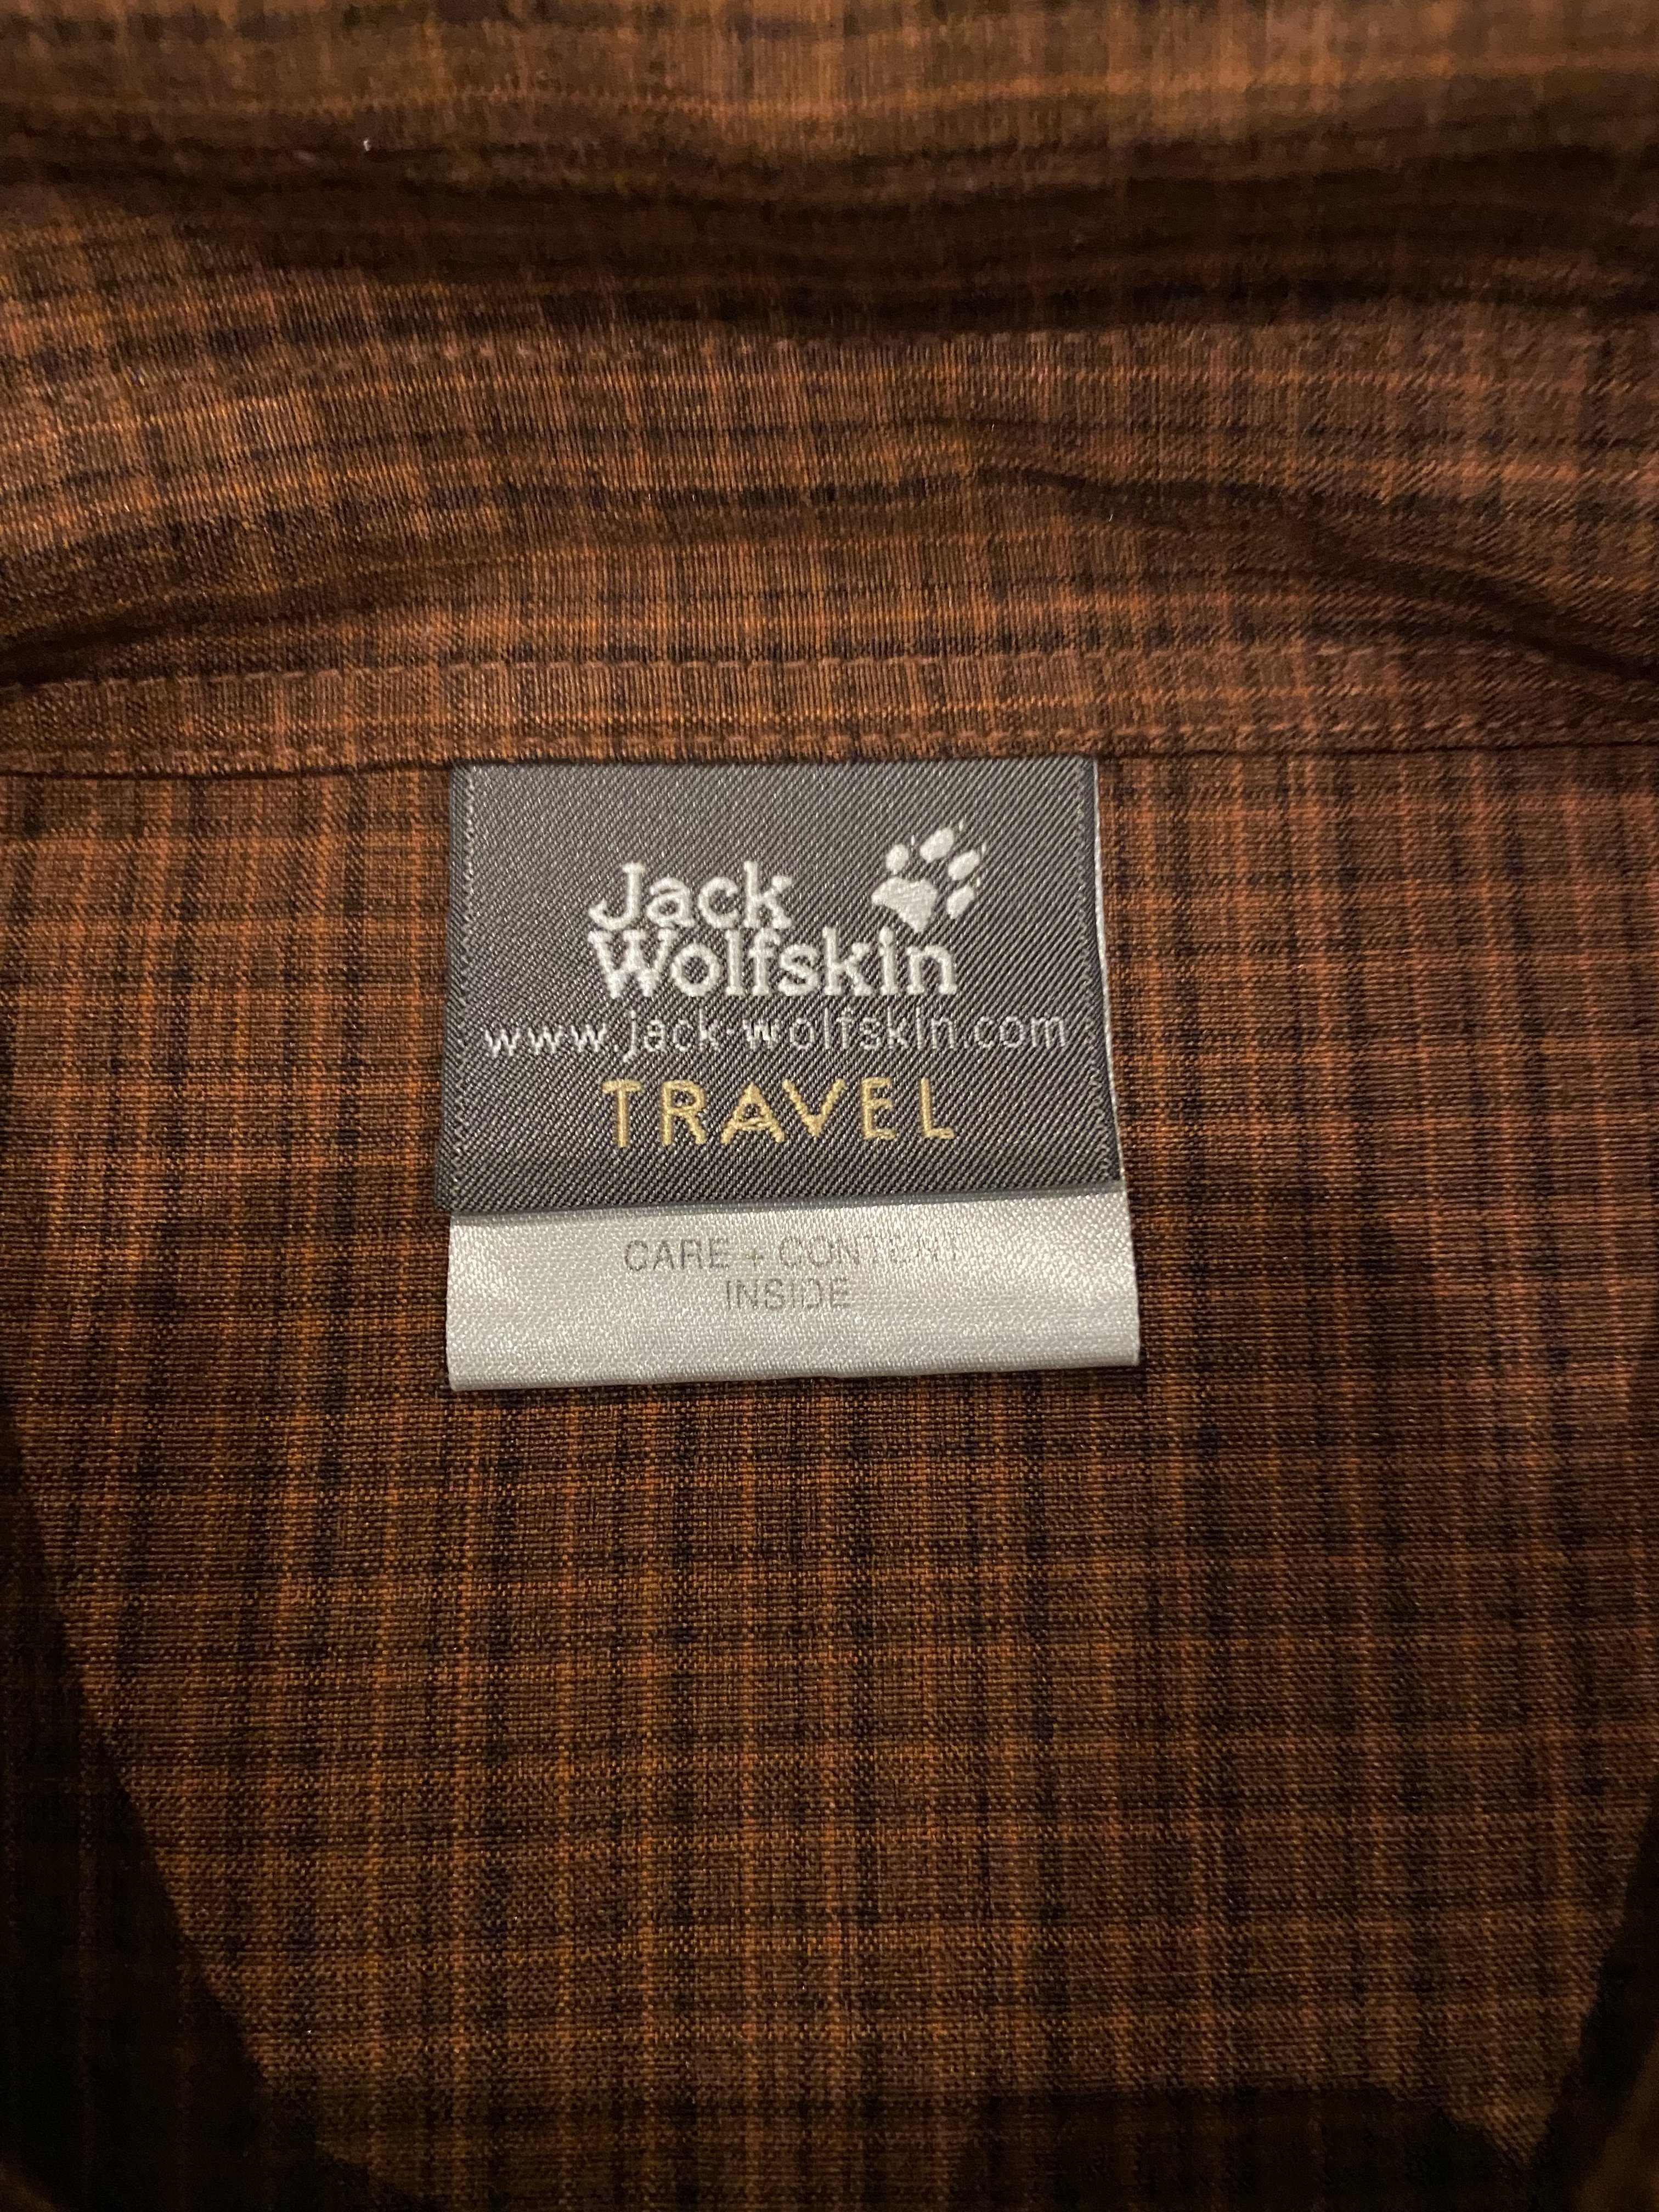 Jack
Wolfskin
www.jack-wolfskin.com
TRAVEL
CARE + CONTENT
INSIDE